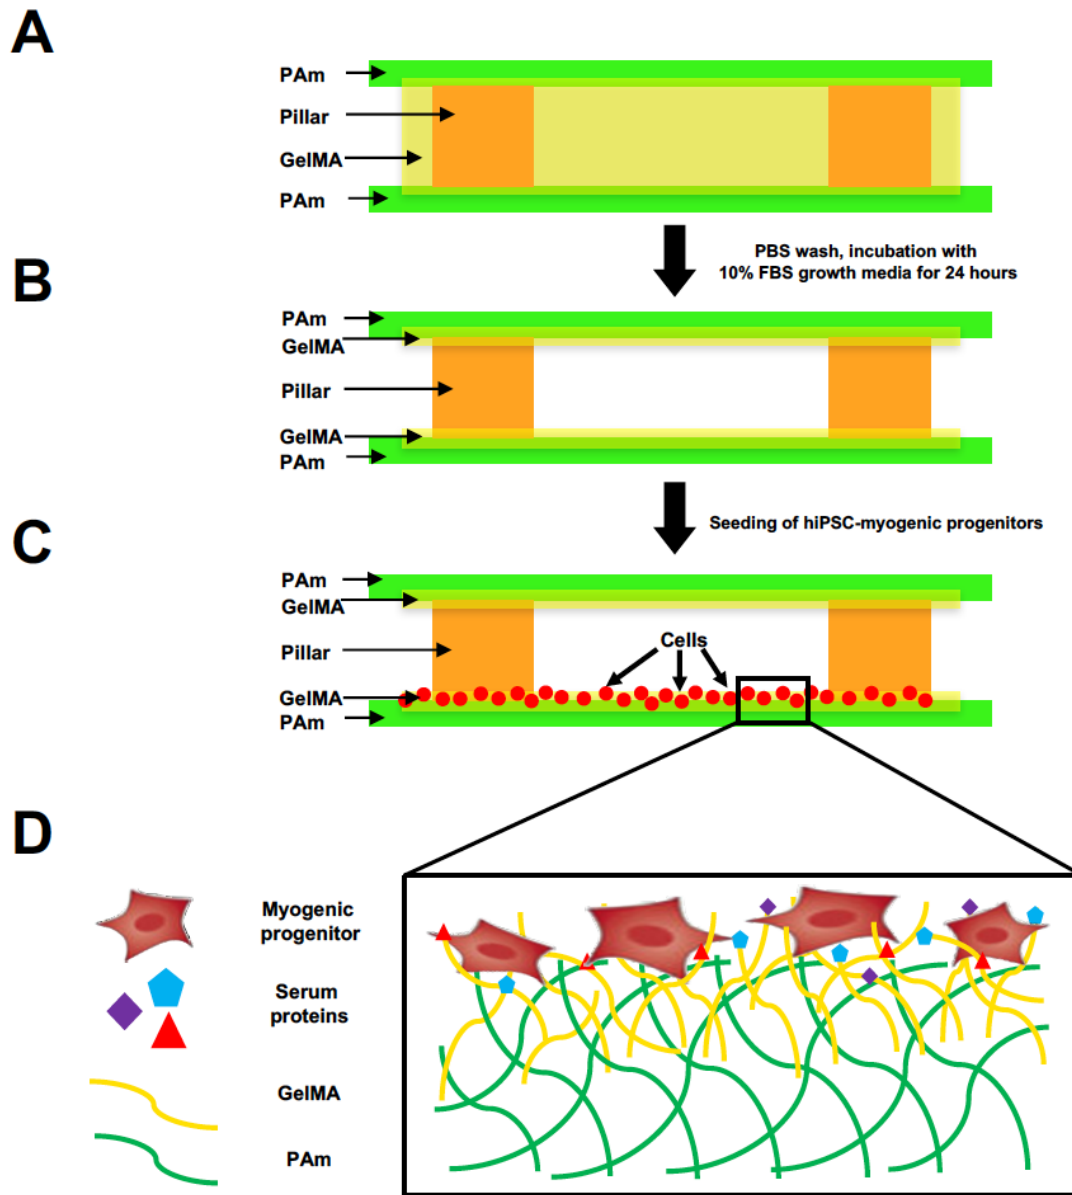 A
PAm
Pillar
GelMA
PAm
PBS wash, incubation with
10% FBS growth media for 24 hours
B
PAm
GelMA
Pillar
GelMA
PAm
Seeding of hiPSC-myogenic progenitors
C
PAm
GelMA
Pillar
Cells
GelMA
PAm
D
Myogenic
progenitor
Serum
proteins
GelMA
PAm